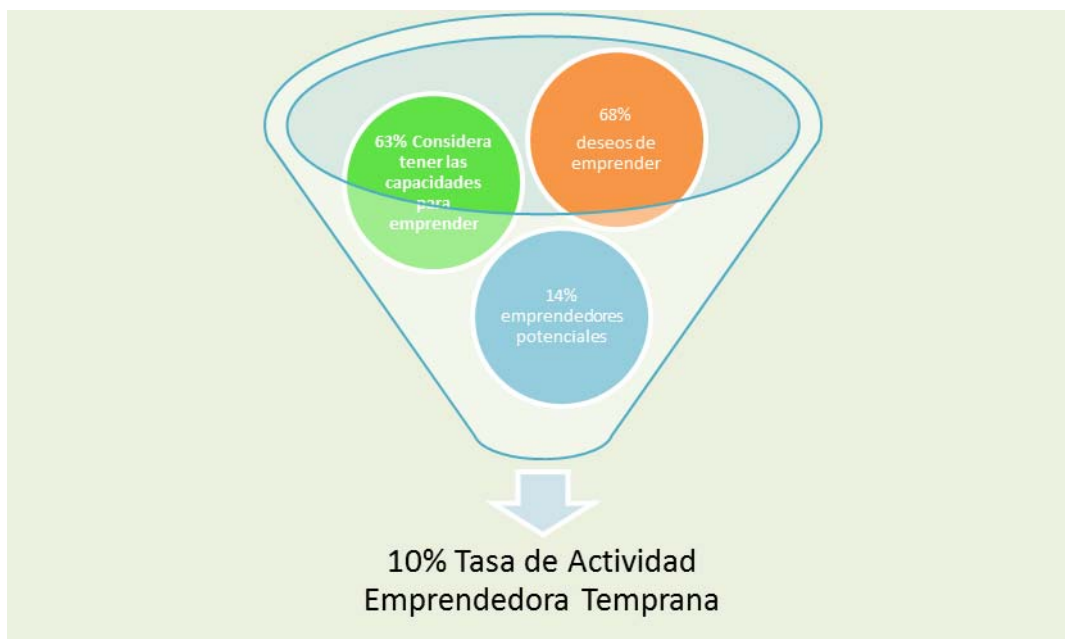 68%
deseos de
emprender
63% Considera
tener las
capacidades
para
emprender
14%
emprendedores
potenciales
10% Tasa de Actividad
Emprendedora Temprana